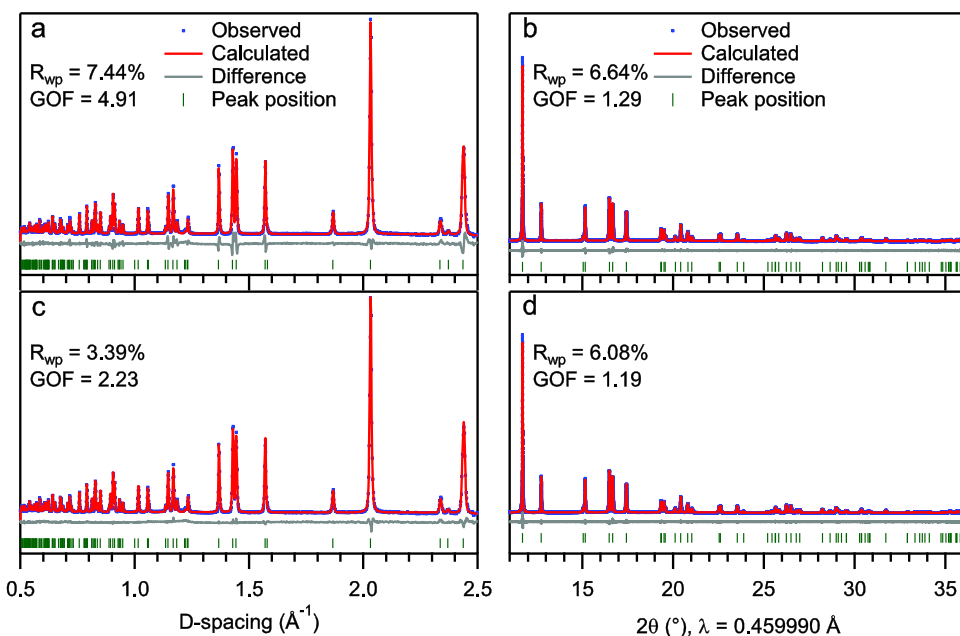 a
Observed
Calculated
Difference
Peak position
R_wp = 7.44%
GOF = 4.91
b
Observed
Calculated
Difference
Peak position
R_wp = 6.64%
GOF = 1.29
c
R_wp = 3.39%
GOF = 2.23
d
R_wp = 6.08%
GOF = 1.19
0.5 1.0 1.5 2.0 2.5
D-spacing (Å⁻¹)
15 20 25 30 35
2θ (°), λ = 0.459990 Å